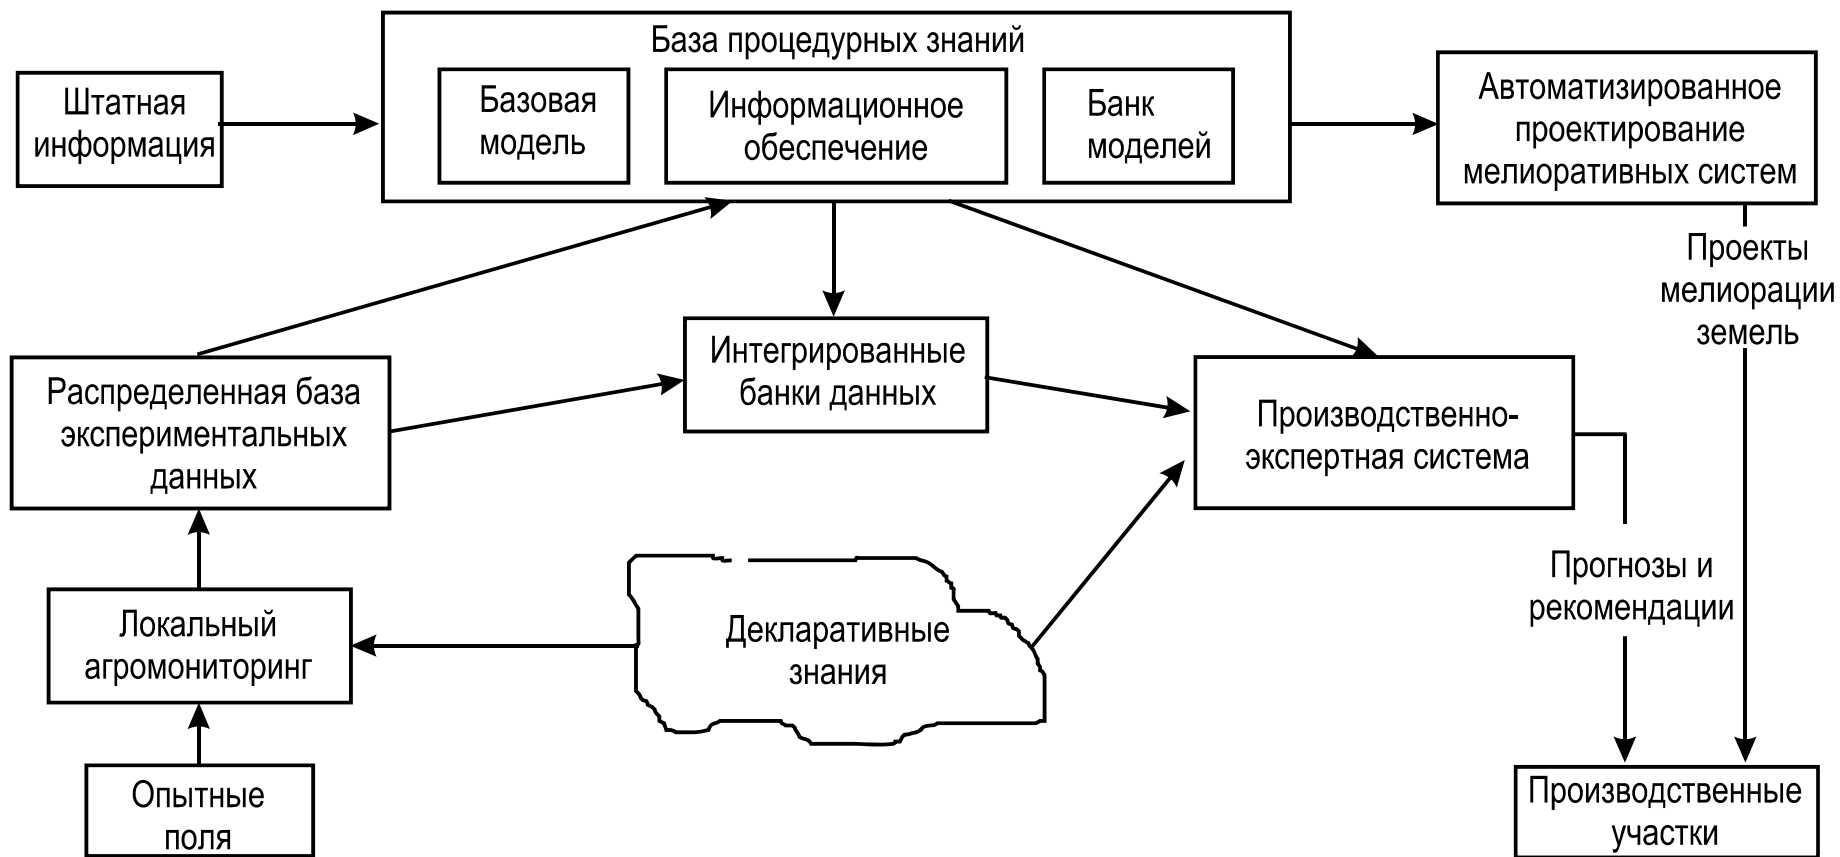 База процедурных знаний
Штатная
информация
Базовая
модель
Информационное
обеспечение
Банк
моделей
Автоматизированное
проектирование
мелиоративных систем
Проекты
мелиорации
земель
Распределенная база
экспериментальных
данных
Интегрированные
банки данных
Производственно-
экспертная система
Локальный
агромониторинг
Декларативные
знания
Прогнозы и
рекомендации
Опытные
поля
Производственные
участки